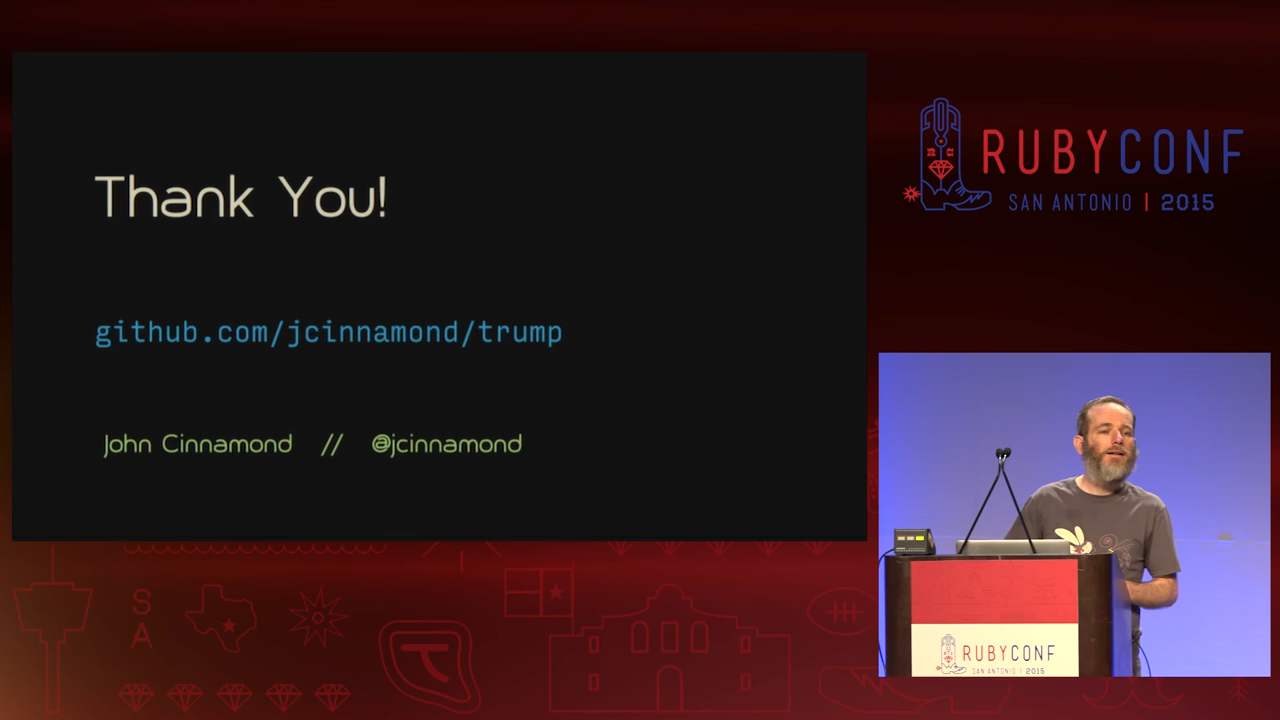 Thank You!
github.com/jcinnamond/trump
John Cinnamond // @jcinnamond
RUBYCONF
SAN ANTONIO | 2015
S
A
RUBYCONF
SAN ANTONIO | 2015